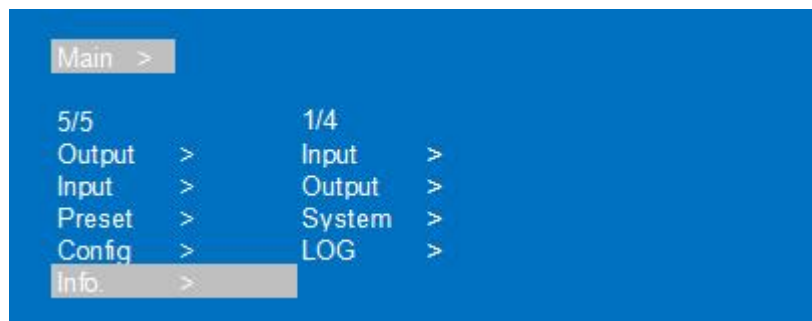 Main >
5/5 1/4
Output > Input >
Input > Output >
Preset > System >
Config > LOG >
Info. >